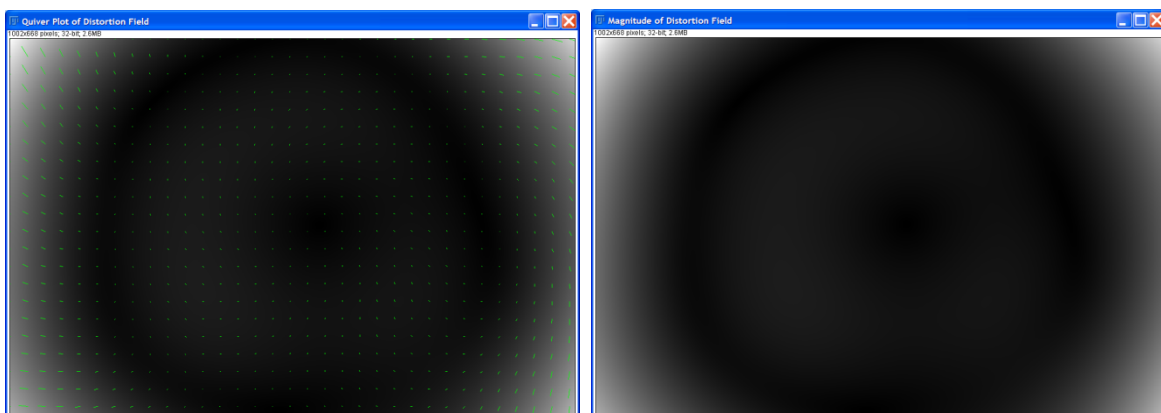 Quiver Plot of Distortion Field
1002x668 pixels; 32-bit; 2.6MB
Magnitude of Distortion Field
1002x668 pixels; 32-bit; 2.6MB